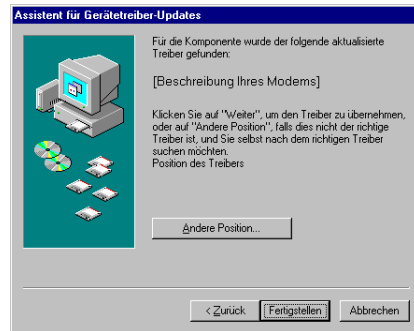 Assistent für Gerätetreiber-Updates
Für die Komponente wurde der folgende aktualisierte
Treiber gefunden:
[Beschreibung Ihres Modems]
Klicken Sie auf "Weiter", um den Treiber zu übernehmen,
oder auf "Andere Position", falls dies nicht der richtige
Treiber ist, und Sie selbst nach dem richtigen Treiber
suchen möchten.
Position des Treibers
Andere Position...
< Zurück
Fertigstellen
Abbrechen